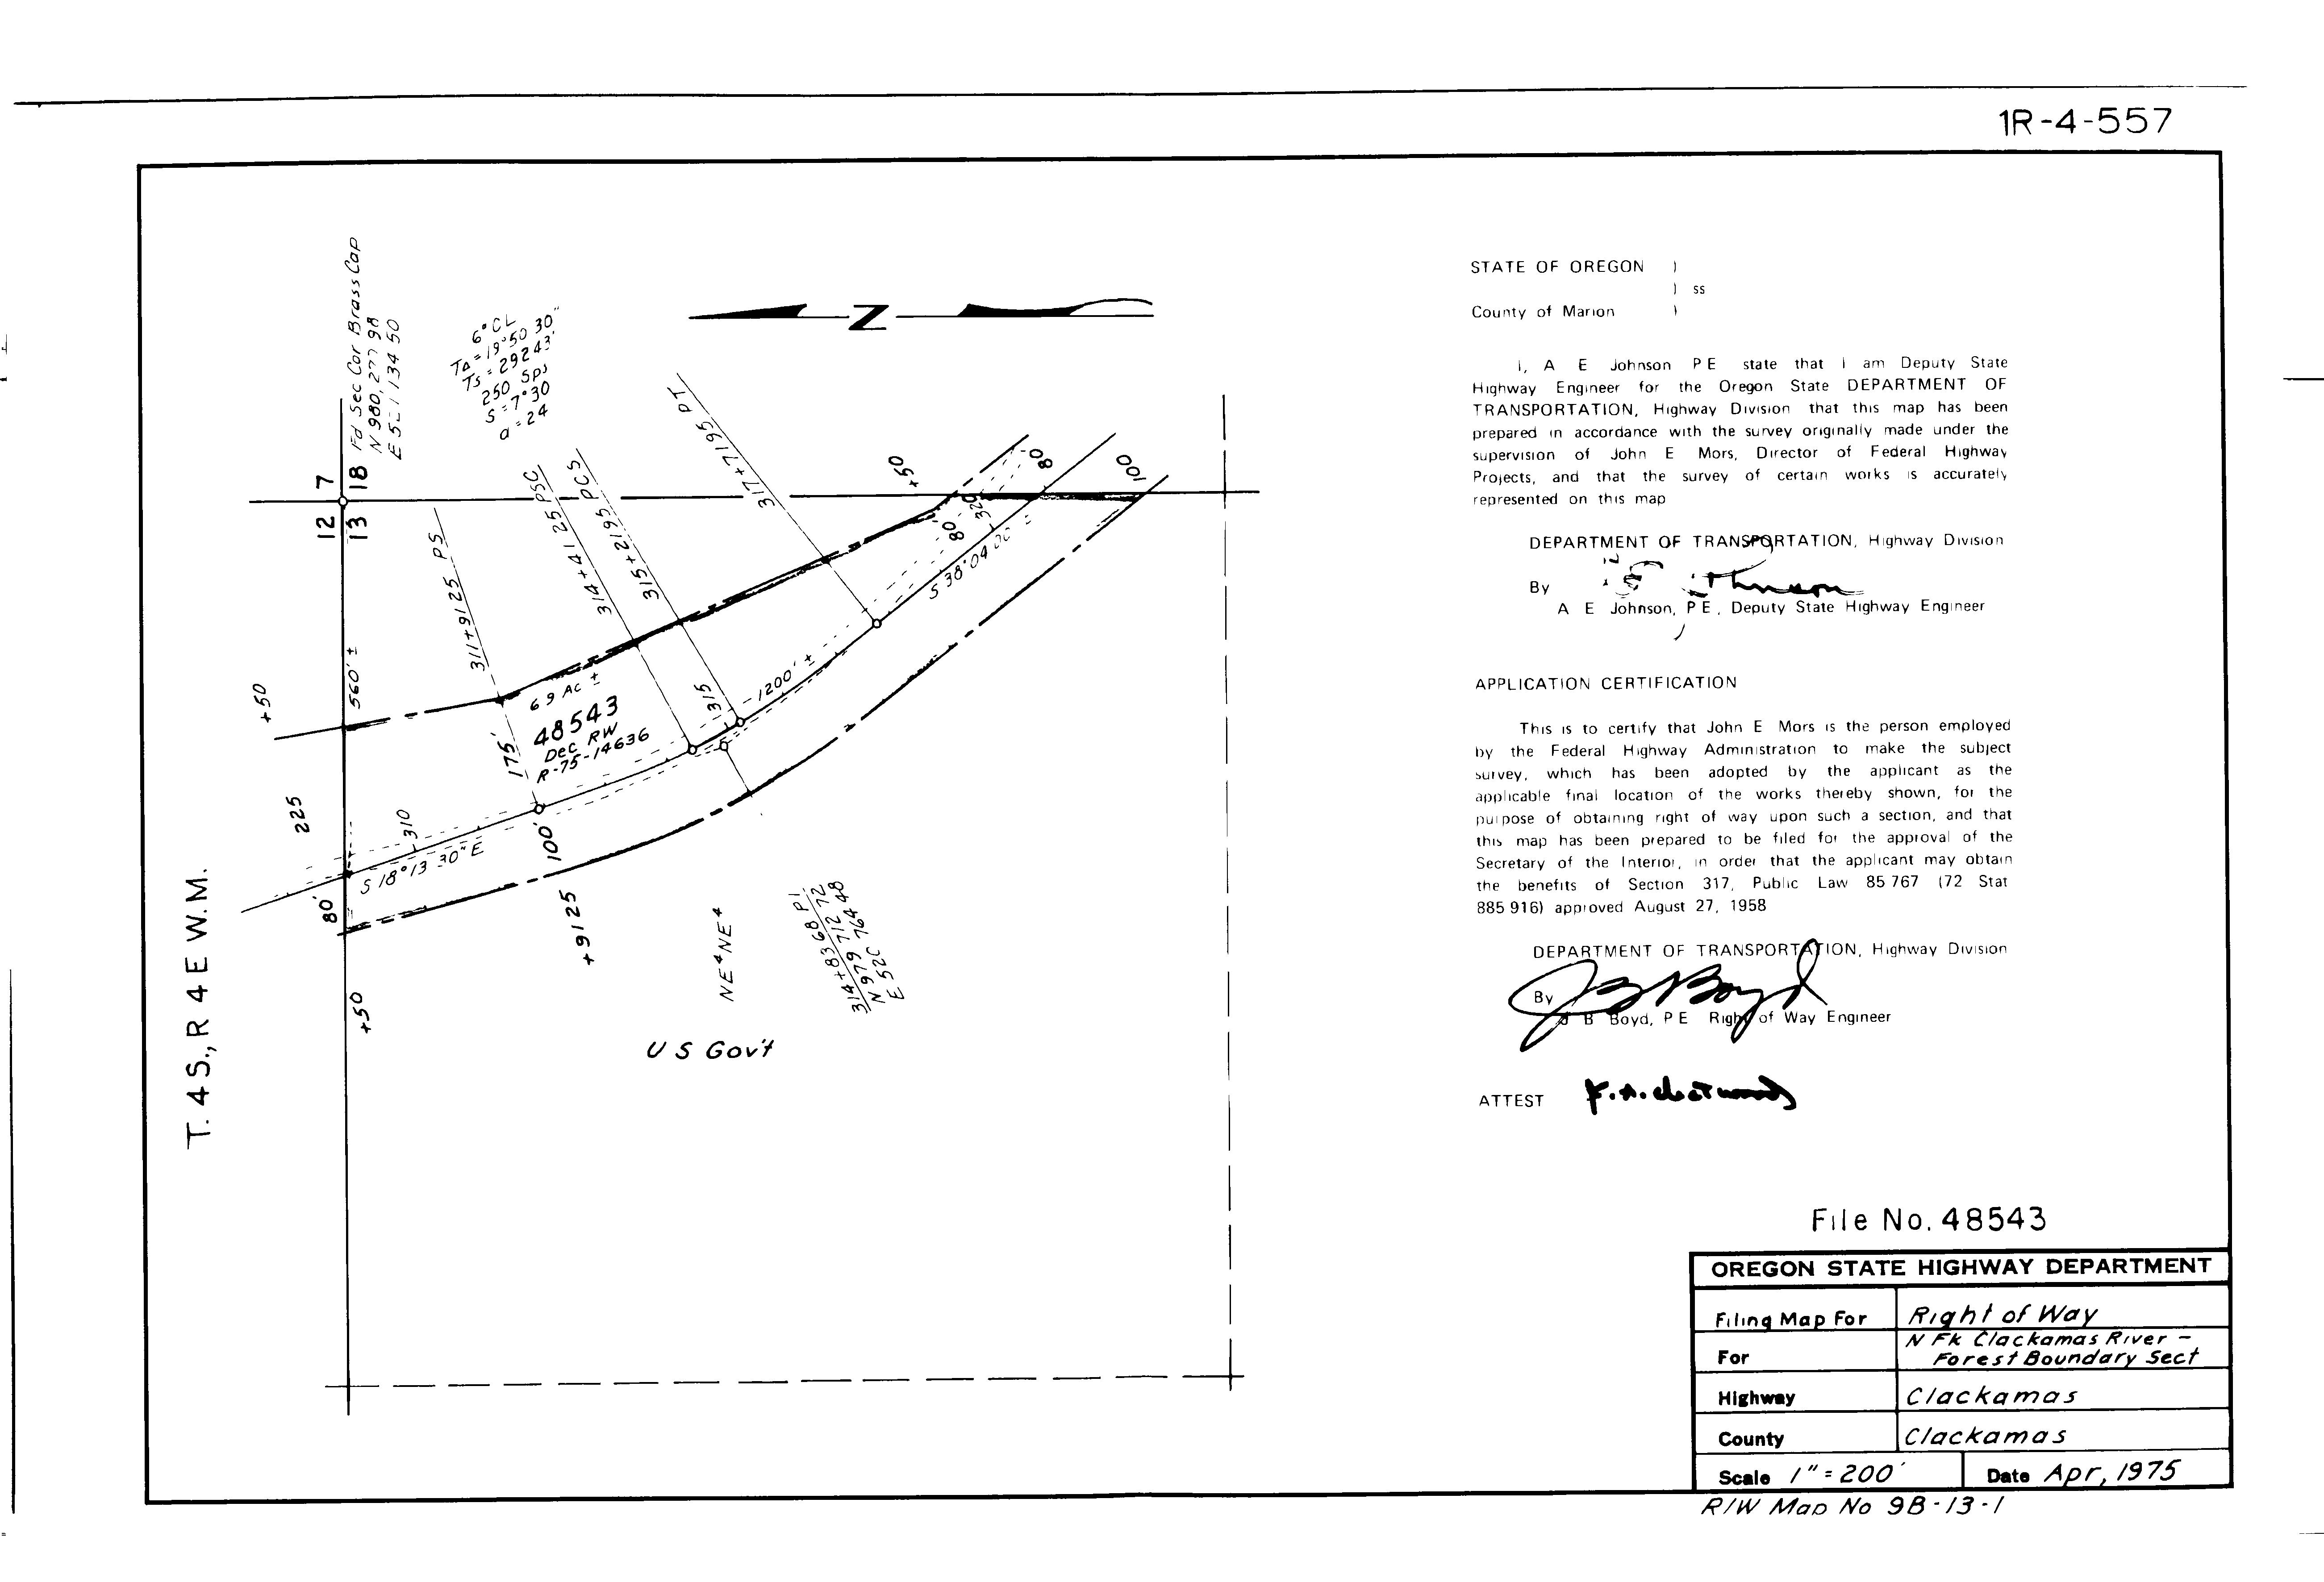 1R-4-557
Fd Sec Cor Brass Cap
N 980, 277 98
E 134 50
6° CL
TΔ = 19°50 30"
Ts = 292 43'
250 Sps
S = 7°30
a = 24
Z
12 7
13 18
311+91 25 PS
314+41 25 PSC
315+21 95 PCS
317+71 95 PT
+50
80
100
80'
320
S 38°04
560' ±
+50
6 9 Ac ±
48543
Dec RW
R-75-14636
175'
315
1200' ±
225
310
S 18°13 30" E
100'
80'
+91 25
+50
NE⁴NE⁴
314+83 68 PI
N 979 712 72
E 764 48
U S Gov't
T. 4 S., R 4 E W.M.
STATE OF OREGON )
) ss
County of Marion )
I, A E Johnson P E state that I am Deputy State
Highway Engineer for the Oregon State DEPARTMENT OF
TRANSPORTATION, Highway Division that this map has been
prepared in accordance with the survey originally made under the
supervision of John E Mors, Director of Federal Highway
Projects, and that the survey of certain works is accurately
represented on this map
DEPARTMENT OF TRANSPORTATION, Highway Division
By
A E Johnson, P E , Deputy State Highway Engineer
APPLICATION CERTIFICATION
This is to certify that John E Mors is the person employed
by the Federal Highway Administration to make the subject
survey, which has been adopted by the applicant as the
applicable final location of the works thereby shown, for the
purpose of obtaining right of way upon such a section, and that
this map has been prepared to be filed for the approval of the
Secretary of the Interior, in order that the applicant may obtain
the benefits of Section 317, Public Law 85 767 (72 Stat
885 916) approved August 27, 1958
DEPARTMENT OF TRANSPORTATION, Highway Division
By J B Boyd
J B Boyd, P E Right of Way Engineer
ATTEST
File No. 48543
OREGON STATE HIGHWAY DEPARTMENT
Filing Map For Right of Way
For N Fk Clackamas River –
Forest Boundary Sect
Highway Clackamas
County Clackamas
Scale 1" = 200' Date Apr, 1975
R/W Map No 9B-13-1